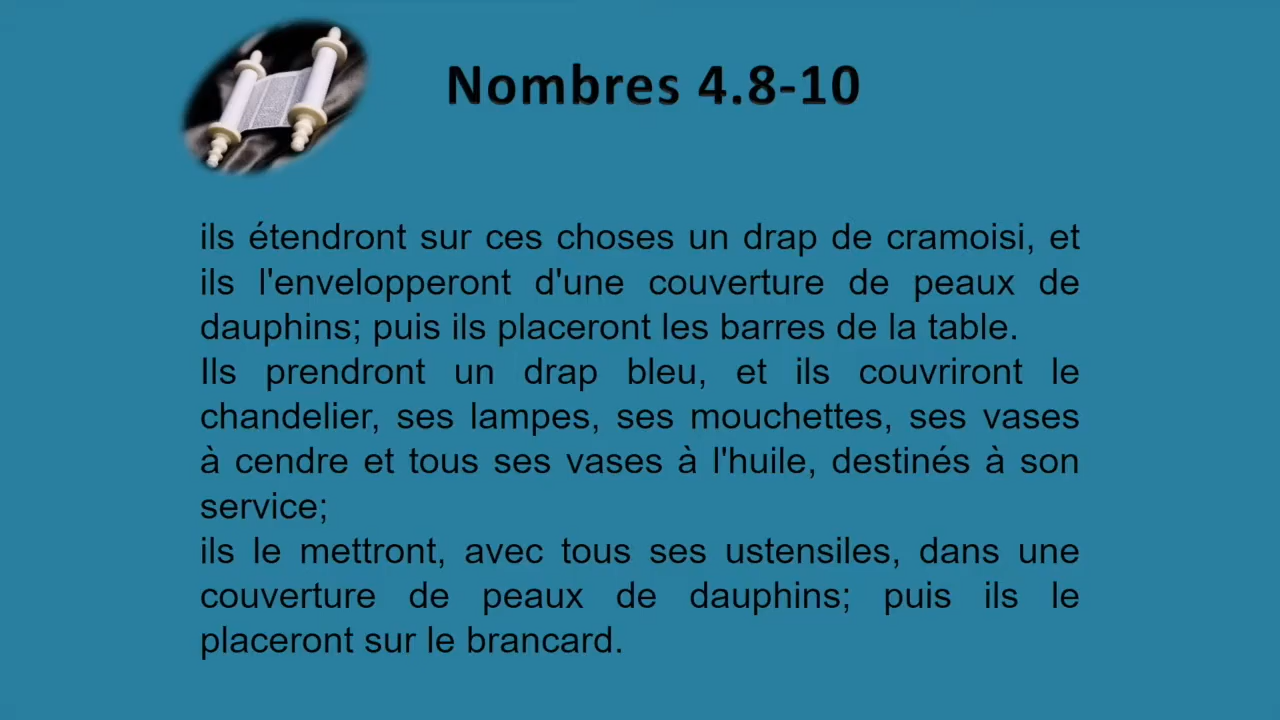 Nombres 4.8-10
ils étendront sur ces choses un drap de cramoisi, et
ils l'envelopperont d'une couverture de peaux de
dauphins; puis ils placeront les barres de la table.
Ils prendront un drap bleu, et ils couvriront le
chandelier, ses lampes, ses mouchettes, ses vases
à cendre et tous ses vases à l'huile, destinés à son
service;
ils le mettront, avec tous ses ustensiles, dans une
couverture de peaux de dauphins; puis ils le
placeront sur le brancard.